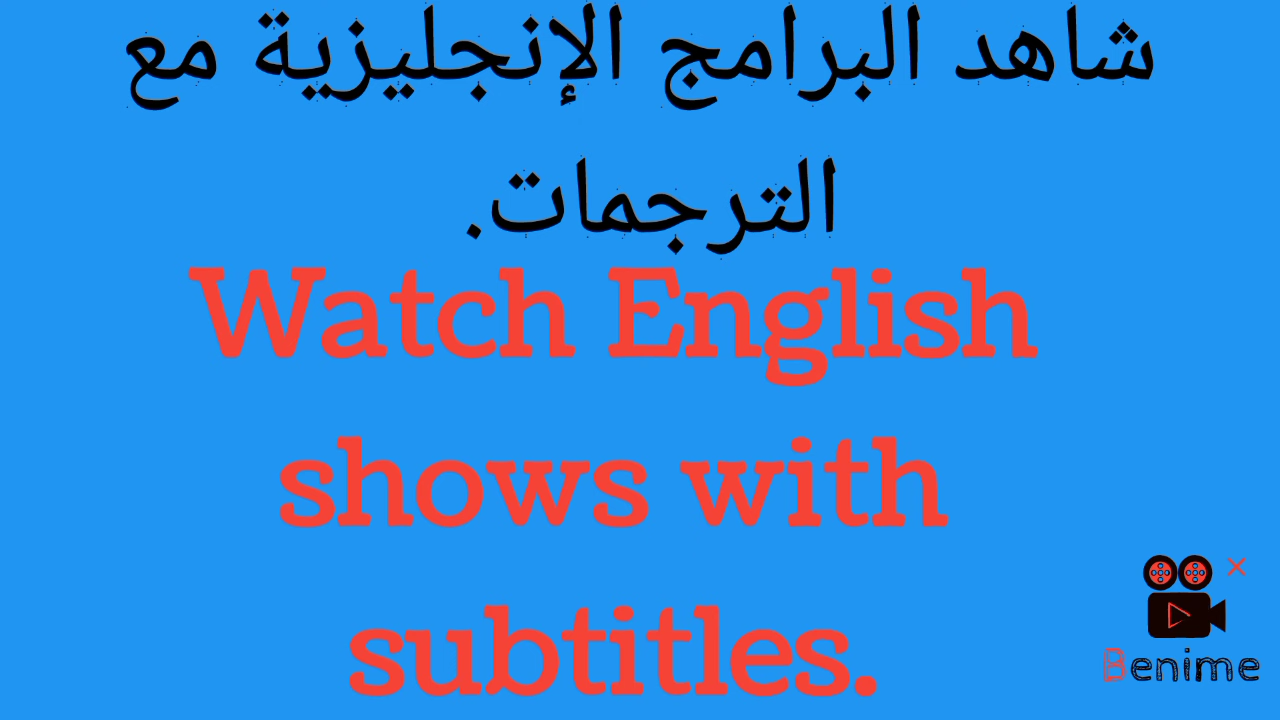 شاهد البرامج الإنجليزية مع
الترجمات.
Watch English
shows with
subtitles.
Benime